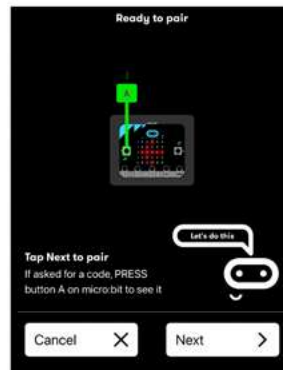 Ready to pair
A
Let's do this
Tap Next to pair
If asked for a code, PRESS
button A on micro:bit to see it
Cancel
Next